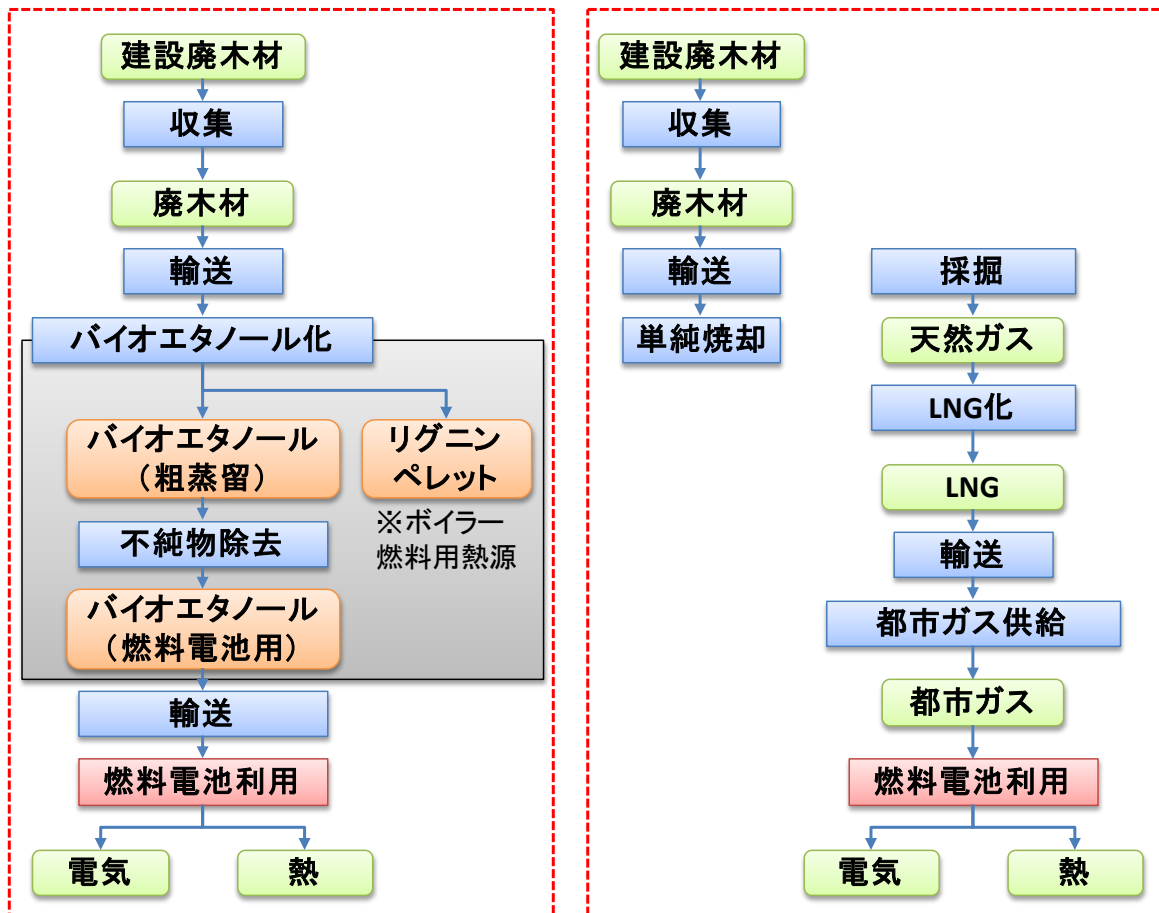 建設廃木材
収集
廃木材
輸送
バイオエタノール化
バイオエタノール
（粗蒸留）
リグニン
ペレット
※ボイラー
燃料用熱源
不純物除去
バイオエタノール
（燃料電池用）
輸送
燃料電池利用
電気
熱
建設廃木材
収集
廃木材
輸送
単純焼却
採掘
天然ガス
LNG化
LNG
輸送
都市ガス供給
都市ガス
燃料電池利用
電気
熱